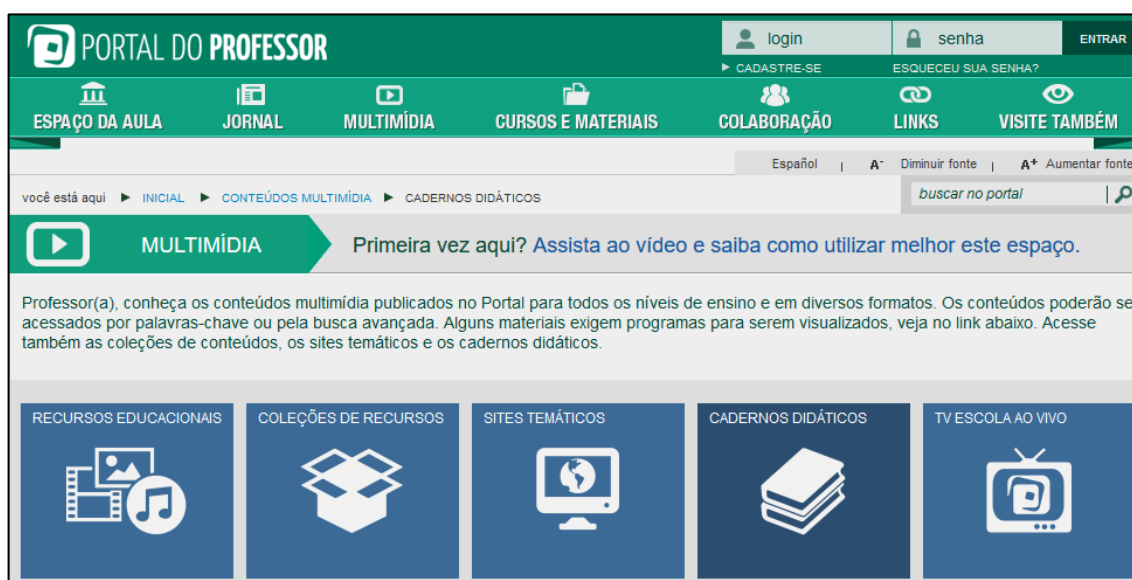 PORTAL DO PROFESSOR
login senha ENTRAR
► CADASTRE-SE ESQUECEU SUA SENHA?
ESPAÇO DA AULA JORNAL MULTIMÍDIA CURSOS E MATERIAIS COLABORAÇÃO LINKS VISITE TAMBÉM
Español | A- Diminuir fonte | A+ Aumentar fonte
você está aqui ► INICIAL ► CONTEÚDOS MULTIMÍDIA ► CADERNOS DIDÁTICOS buscar no portal
MULTIMÍDIA Primeira vez aqui? Assista ao vídeo e saiba como utilizar melhor este espaço.
Professor(a), conheça os conteúdos multimídia publicados no Portal para todos os níveis de ensino e em diversos formatos. Os conteúdos poderão se
acessados por palavras-chave ou pela busca avançada. Alguns materiais exigem programas para serem visualizados, veja no link abaixo. Acesse
também as coleções de conteúdos, os sites temáticos e os cadernos didáticos.
RECURSOS EDUCACIONAIS COLEÇÕES DE RECURSOS SITES TEMÁTICOS CADERNOS DIDÁTICOS TV ESCOLA AO VIVO